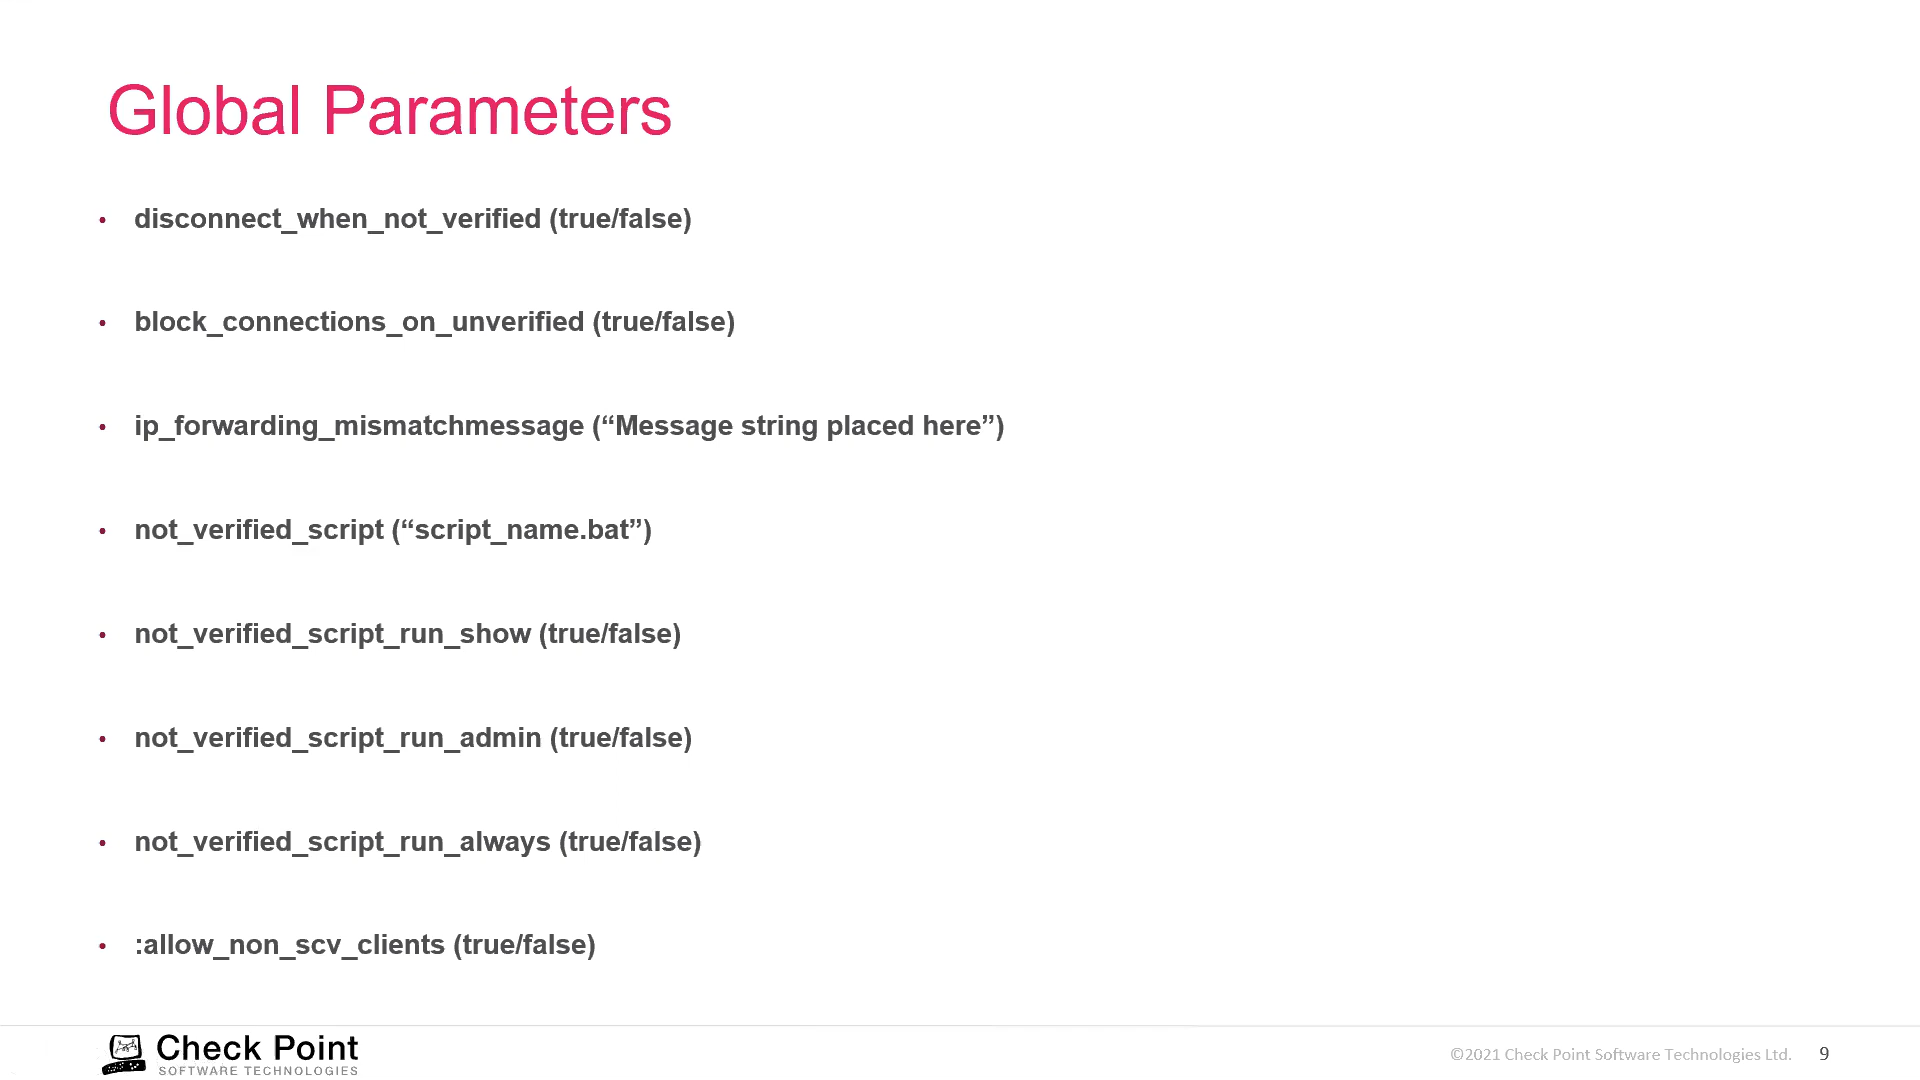 Global Parameters
• disconnect_when_not_verified (true/false)
• block_connections_on_unverified (true/false)
• ip_forwarding_mismatchmessage (“Message string placed here”)
• not_verified_script (“script_name.bat”)
• not_verified_script_run_show (true/false)
• not_verified_script_run_admin (true/false)
• not_verified_script_run_always (true/false)
• :allow_non_scv_clients (true/false)
Check Point
SOFTWARE TECHNOLOGIES
©2021 Check Point Software Technologies Ltd. 9